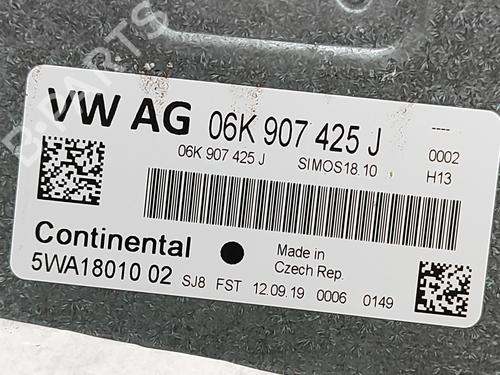 VW AG 06K 907 425 J ----
06K 907 425 J SIMOS18.10 0002
H13
Continental
Made in
Czech Rep.
5WA18010 02 SJ8 FST 12.09.19 0006 0149
B-PARTS